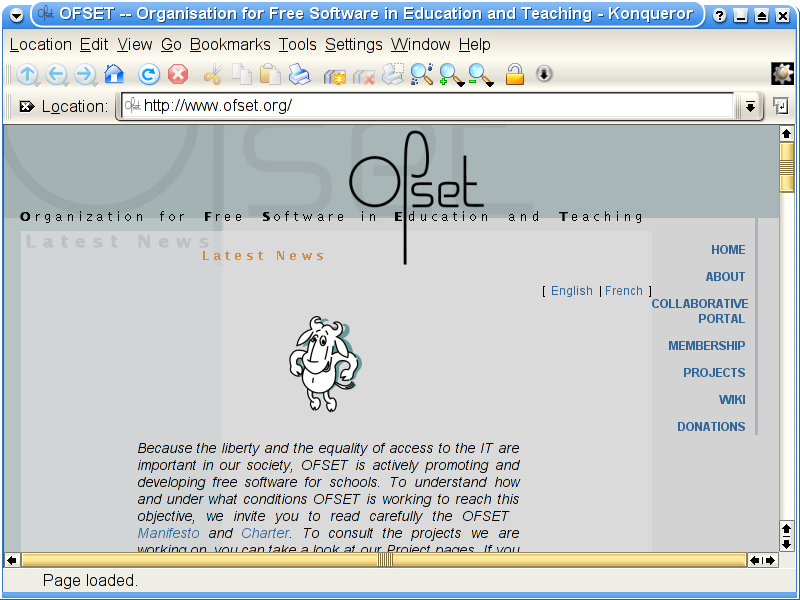 OFSET -- Organisation for Free Software in Education and Teaching - Konqueror
Location Edit View Go Bookmarks Tools Settings Window Help
Location: http://www.ofset.org/
Ofset
Ofset
Organization for Free Software in Education and Teaching
Latest News
Latest News
HOME
ABOUT
[ English | French ]
COLLABORATIVE
PORTAL
MEMBERSHIP
PROJECTS
WIKI
DONATIONS
Because the liberty and the equality of access to the IT are
important in our society, OFSET is actively promoting and
developing free software for schools. To understand how
and under what conditions OFSET is working to reach this
objective, we invite you to read carefully the OFSET
Manifesto and Charter. To consult the projects we are
working on, you can take a look at our Project pages. If you
Page loaded.